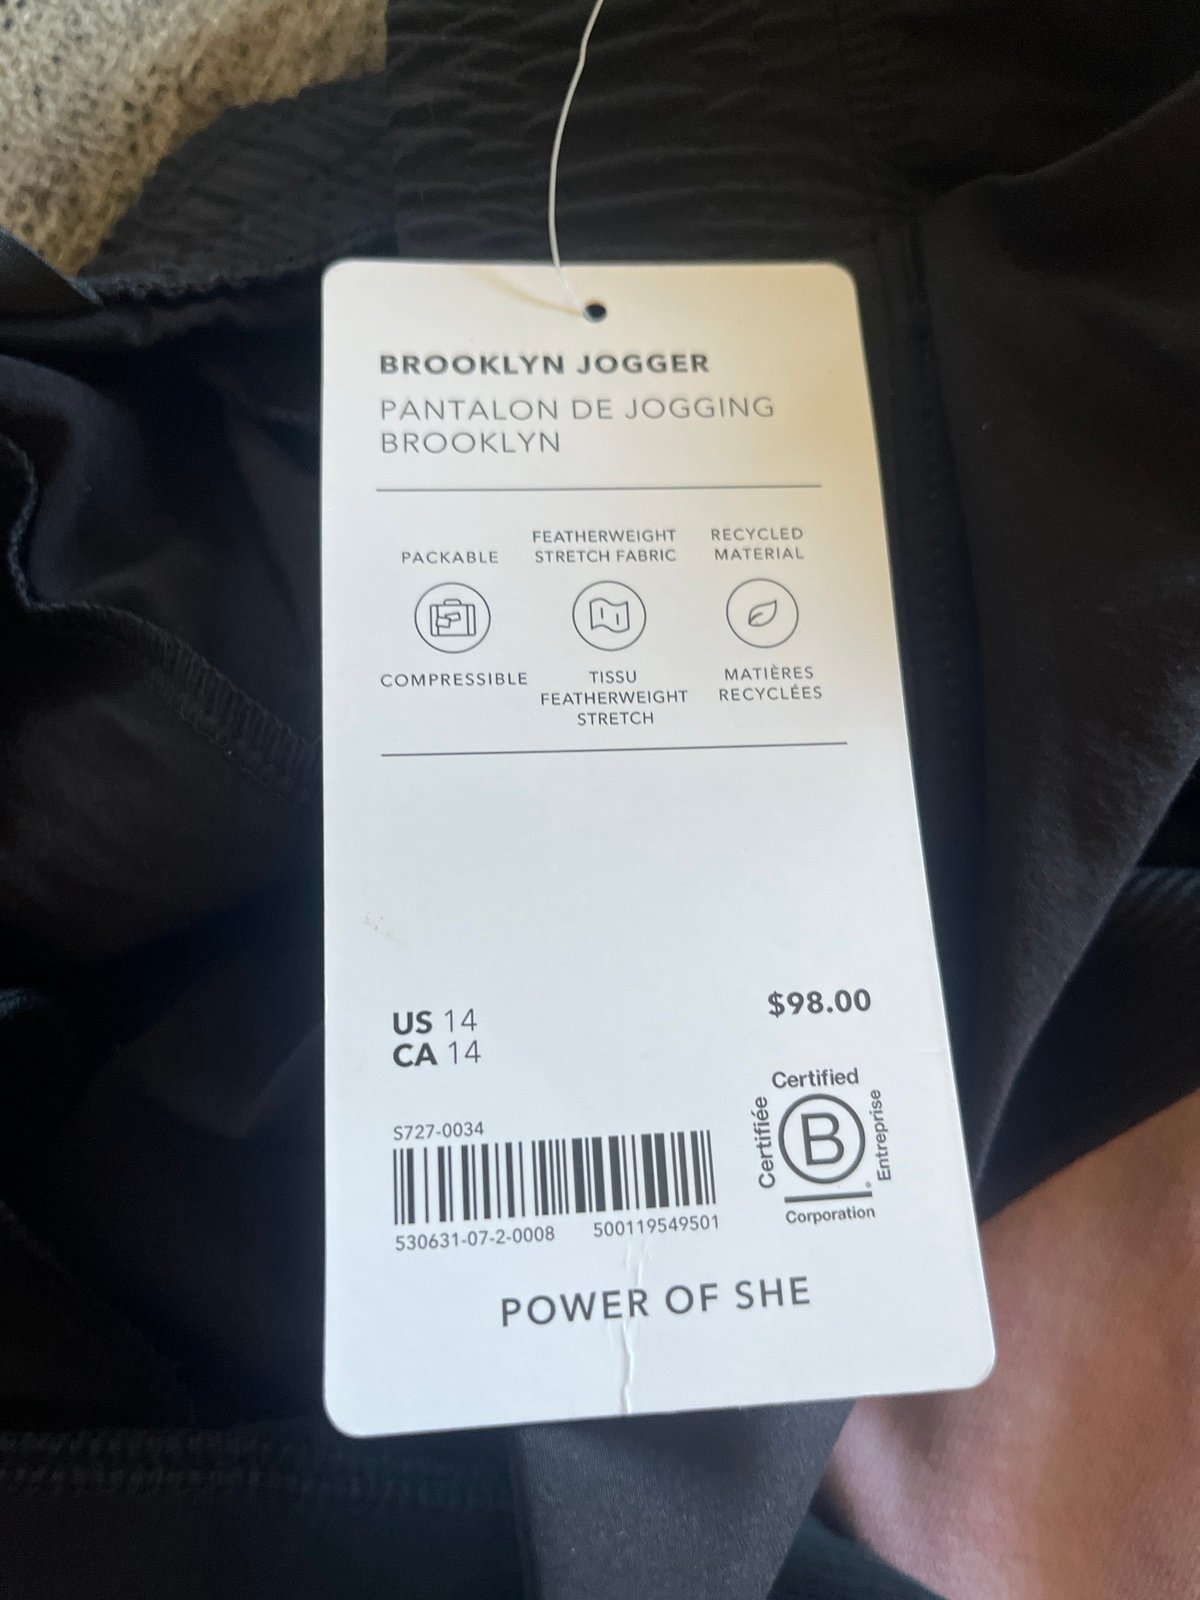 BROOKLYN JOGGER
PANTALON DE JOGGING
BROOKLYN
PACKABLE
COMPRESSIBLE
FEATHERWEIGHT
STRETCH FABRIC
TISSU
FEATHERWEIGHT
STRETCH
RECYCLED
MATERIAL
MATIÈRES
RECYCLÉES
US 14
CA 14
$98.00
S727-0034
530631-07-2-0008 500119549501
Certified
Certifiée
B
Entreprise
Corporation
POWER OF SHE